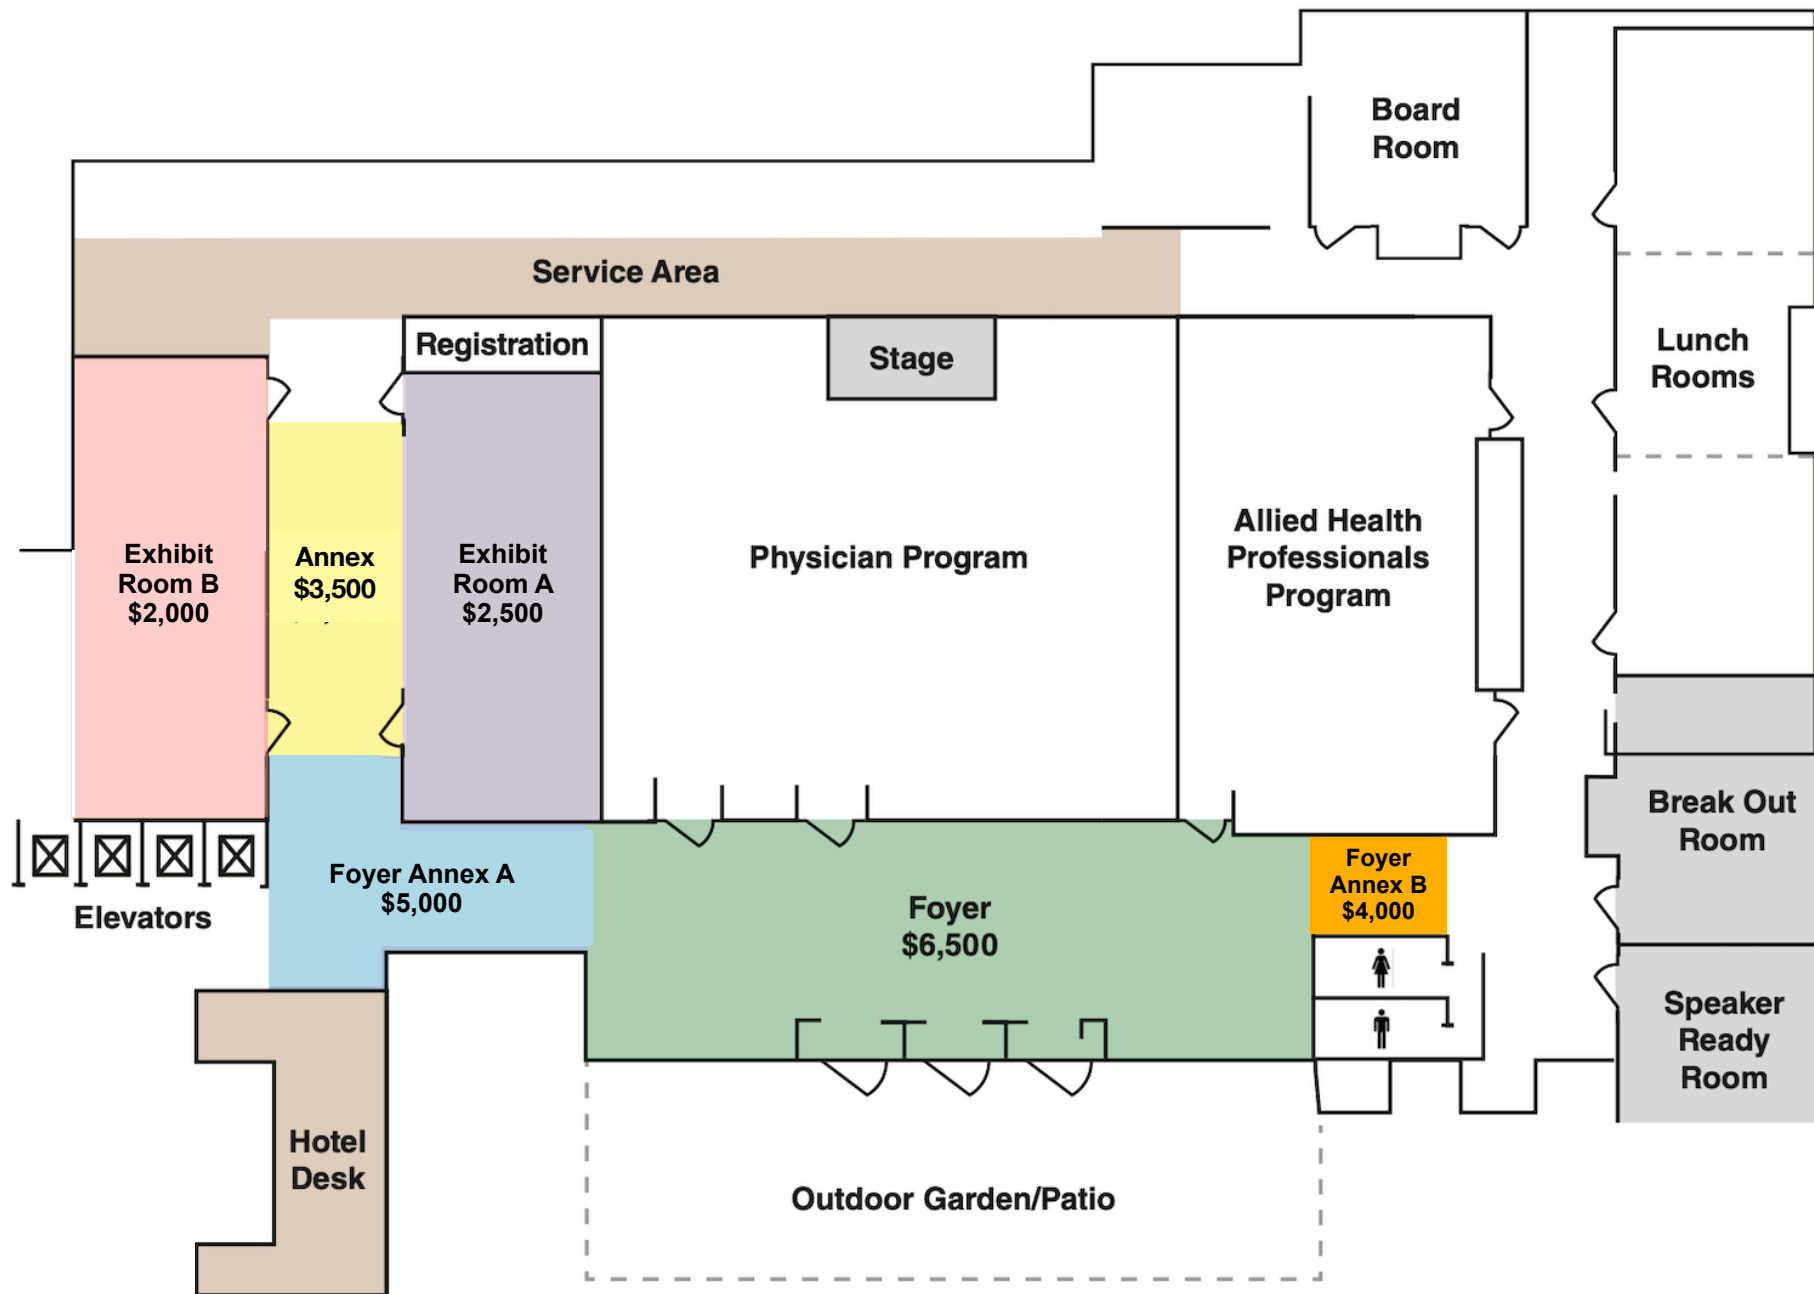 Board
Room
Service Area
Registration
Stage
Lunch
Rooms
Exhibit
Room B
$2,000
Annex
$3,500
Exhibit
Room A
$2,500
Physician Program
Allied Health
Professionals
Program
Break Out
Room
Foyer Annex A
$5,000
Foyer
$6,500
Foyer
Annex B
$4,000
Elevators
Speaker
Ready
Room
Hotel
Desk
Outdoor Garden/Patio